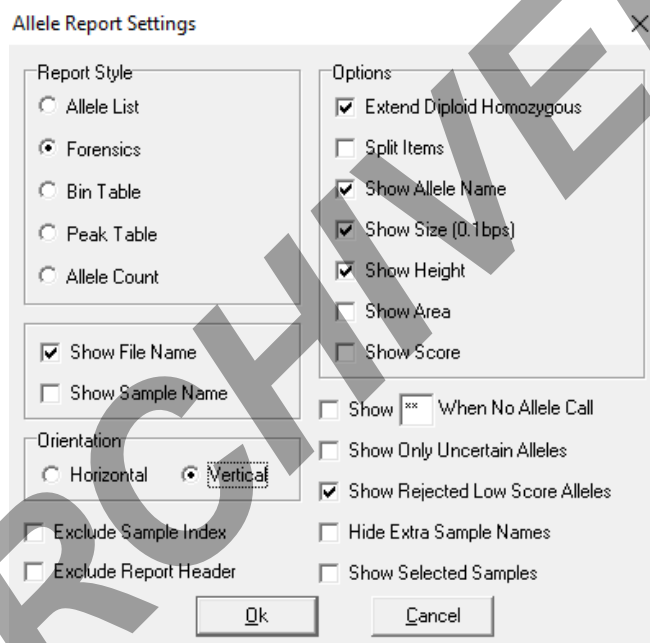 Allele Report Settings
Report Style
Allele List
Forensics
Bin Table
Peak Table
Allele Count
Show File Name
Show Sample Name
Orientation
Horizontal
Vertical
Exclude Sample Index
Exclude Report Header
Options
Extend Diploid Homozygous
Split Items
Show Allele Name
Show Size (0.1bps)
Show Height
Show Area
Show Score
Show ** When No Allele Call
Show Only Uncertain Alleles
Show Rejected Low Score Alleles
Hide Extra Sample Names
Show Selected Samples
Ok
Cancel
RCHIVE